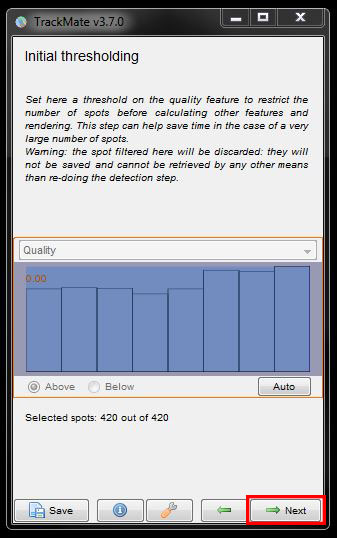 TrackMate v3.7.0
Initial thresholding
Set here a threshold on the quality feature to restrict the
number of spots before calculating other features and
rendering. This step can help save time in the case of a very
large number of spots.
Warning: the spot filtered here will be discarded: they will
not be saved and cannot be retrieved by any other means
than re-doing the detection step.
Quality
0.00
Above Below Auto
Selected spots: 420 out of 420
Save Next